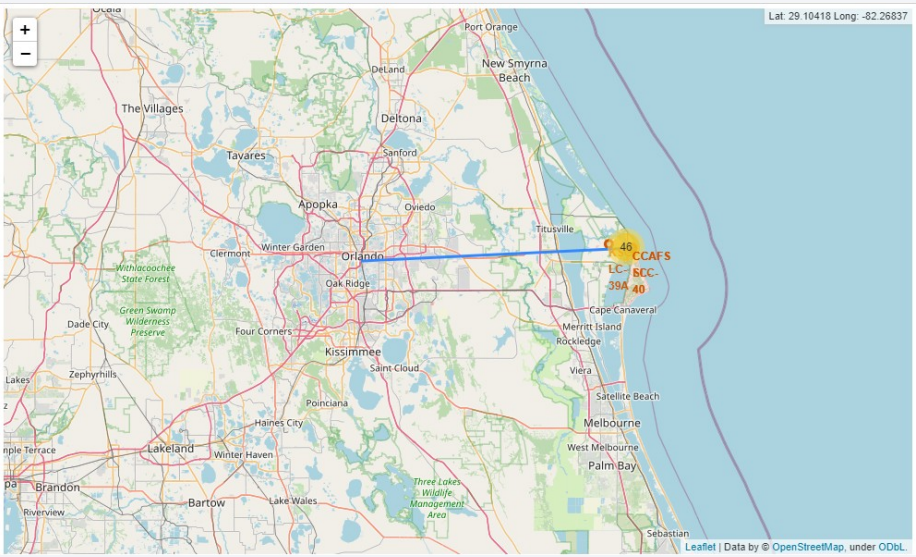 Ocala
Lat: 29.10418 Long: -82.26837
+
−
Port Orange
New Smyrna
Beach
DeLand
The Villages
Deltona
Tavares
Sanford
Apopka
Oviedo
Titusville
Winter Garden
Clermont
Orlando
46
CCAFS
LC-
39A
SLC-
40
Withlacoochee
State Forest
Oak Ridge
Green Swamp
Wilderness
Preserve
Cape Canaveral
Dade City
Four Corners
Merritt Island
Rockledge
Kissimmee
Saint Cloud
Viera
Lakes
Zephyrhills
Satellite Beach
Poinciana
Haines City
Melbourne
z
mple Terrace
Lakeland
Winter Haven
West Melbourne
Palm Bay
pa
Brandon
Three Lakes
Wildlife
Management
Area
Bartow
Lake Wales
Riverview
Sebastian
Leaflet | Data by © OpenStreetMap, under ODbL.